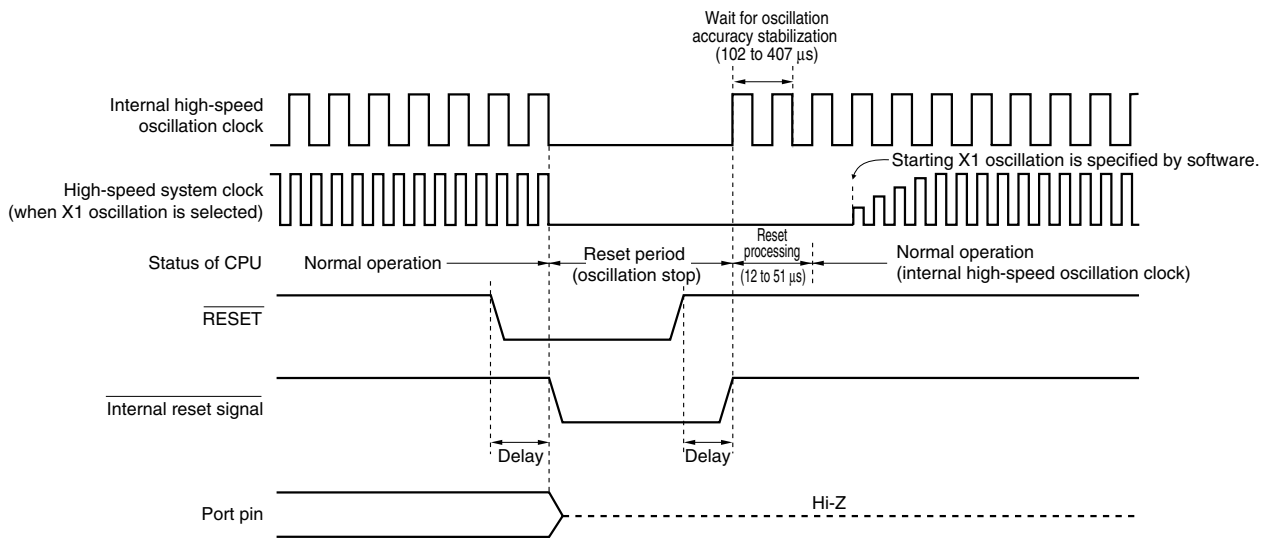 Wait for oscillation
accuracy stabilization
(102 to 407 μs)
Internal high-speed
oscillation clock
Starting X1 oscillation is specified by software.
High-speed system clock
(when X1 oscillation is selected)
Status of CPU
Normal operation
Reset period
(oscillation stop)
Reset
processing
(12 to 51 μs)
Normal operation
(internal high-speed oscillation clock)
RESET
Internal reset signal
Delay
Delay
Port pin
Hi-Z